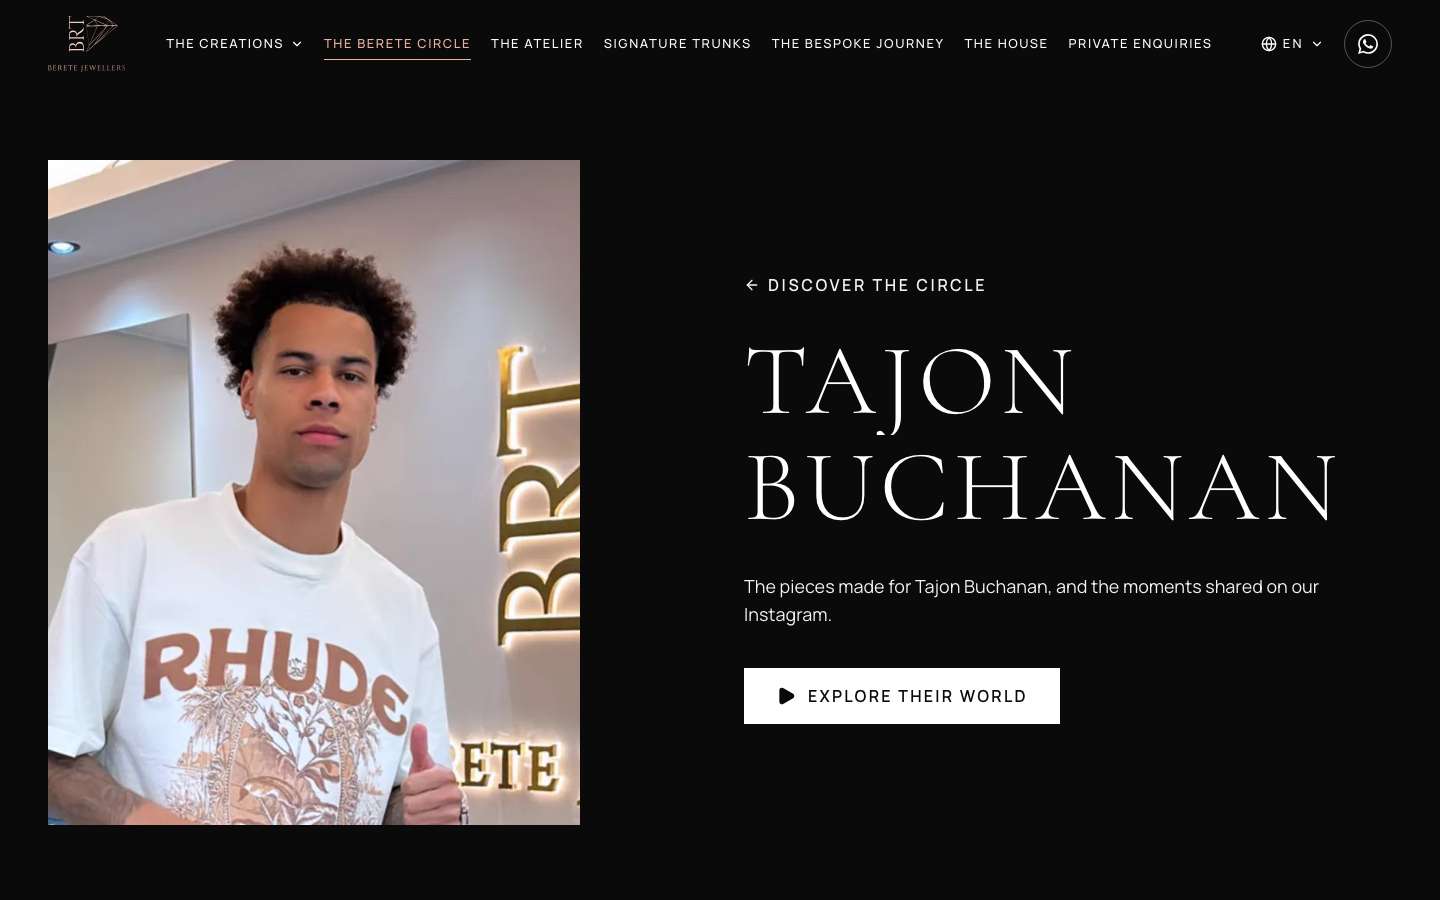 BRT
BERETE JEWELLERS
THE CREATIONS
THE BERETE CIRCLE
THE ATELIER
SIGNATURE TRUNKS
THE BESPOKE JOURNEY
THE HOUSE
PRIVATE ENQUIRIES
EN
BRT
ERETE
RHUDE
← DISCOVER THE CIRCLE
TAJON
BUCHANAN
The pieces made for Tajon Buchanan, and the moments shared on our
Instagram.
EXPLORE THEIR WORLD